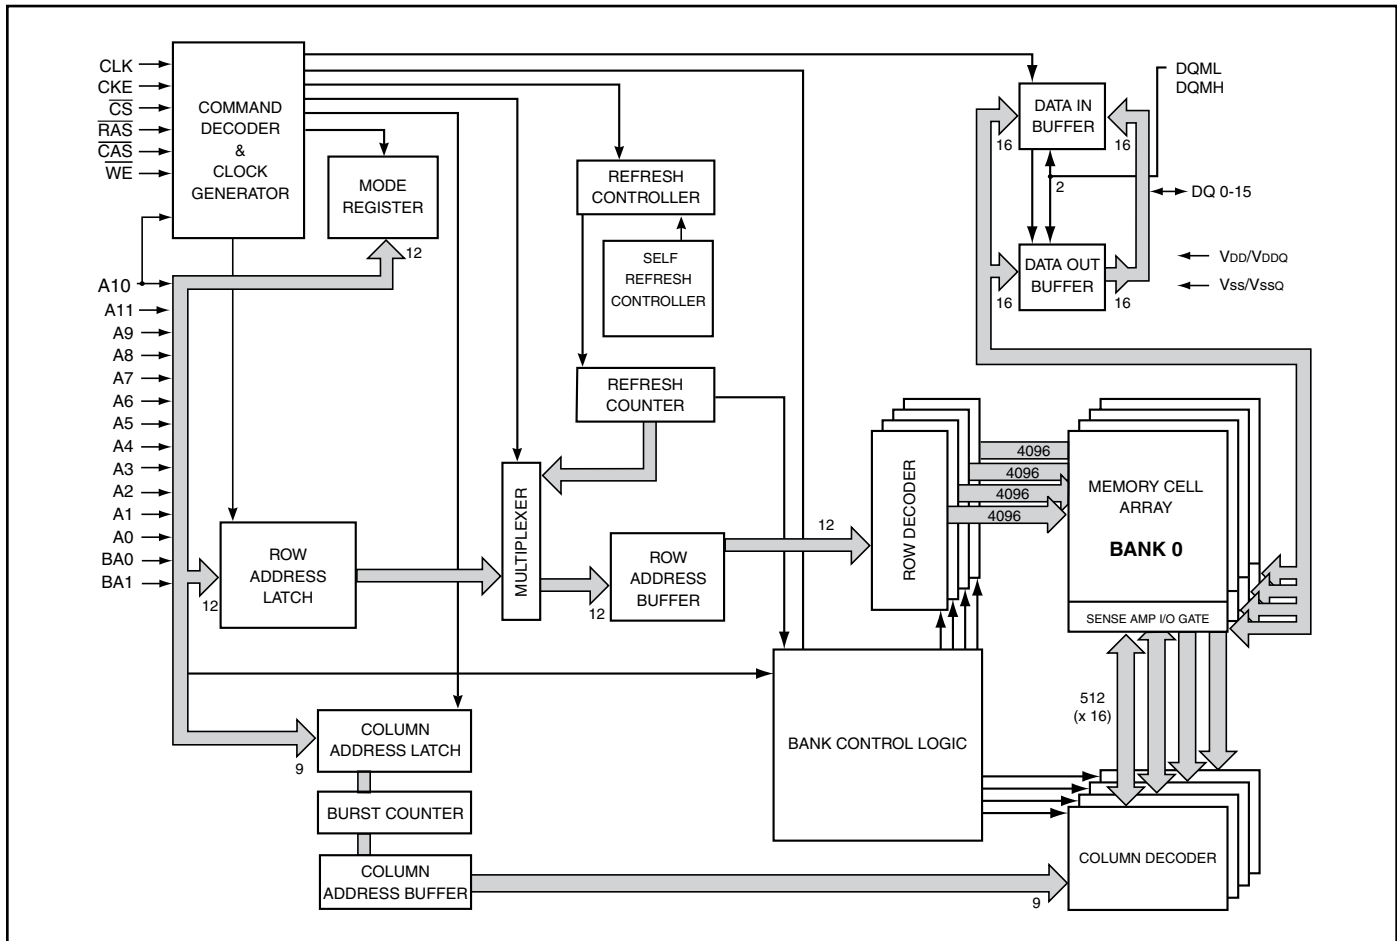 CLK
CKE
CS
RAS
CAS
WE
COMMAND
DECODER
&
CLOCK
GENERATOR
MODE
REGISTER
12
REFRESH
CONTROLLER
SELF
REFRESH
CONTROLLER
REFRESH
COUNTER
DATA IN
BUFFER
16
16
2
DQML
DQMH
DQ 0-15
DATA OUT
BUFFER
16
16
VDD/VDDQ
Vss/VssQ
A10
A11
A9
A8
A7
A6
A5
A4
A3
A2
A1
A0
BA0
BA1
12
ROW
ADDRESS
LATCH
MULTIPLEXER
12
ROW
ADDRESS
BUFFER
12
ROW DECODER
4096
4096
4096
4096
MEMORY CELL
ARRAY
BANK 0
SENSE AMP I/O GATE
512
(x 16)
BANK CONTROL LOGIC
9
COLUMN
ADDRESS LATCH
BURST COUNTER
COLUMN
ADDRESS BUFFER
9
COLUMN DECODER